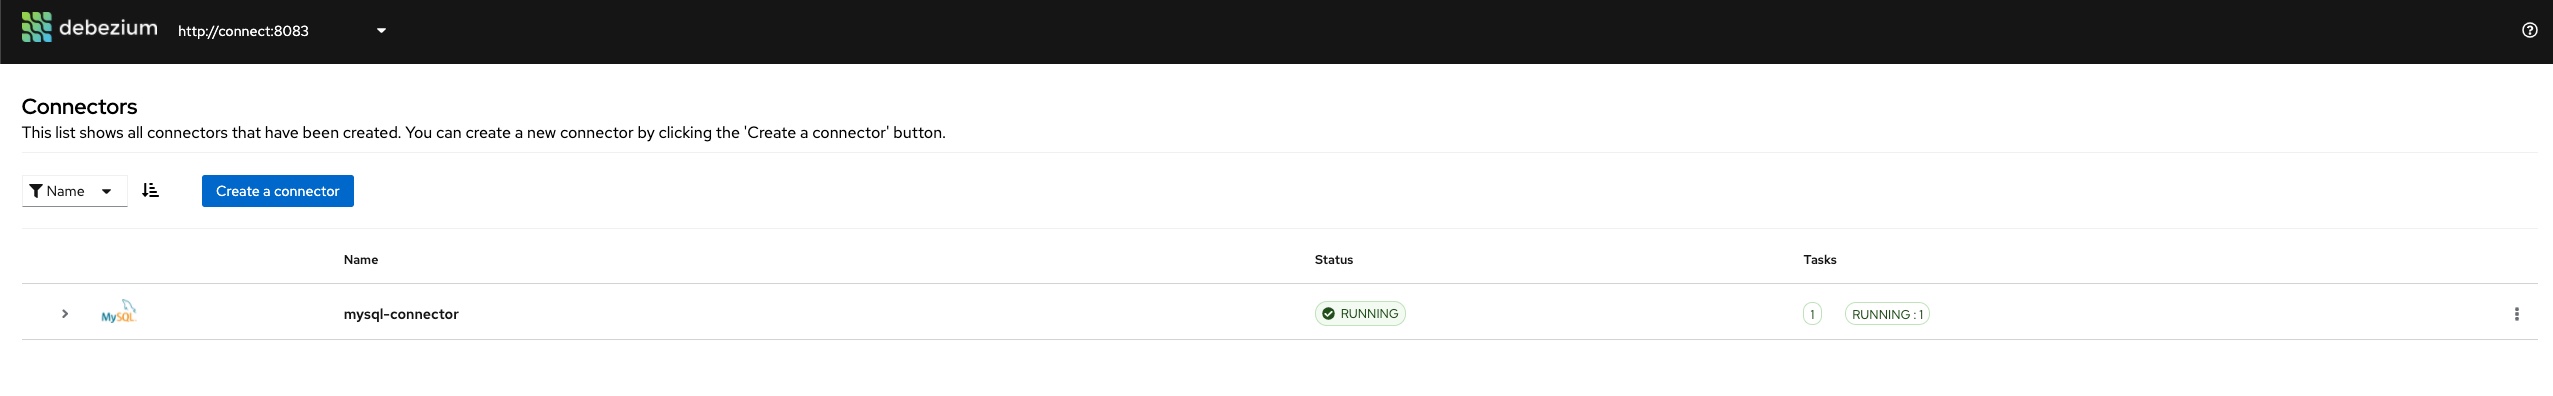 debezium http://connect:8083
Connectors
This list shows all connectors that have been created. You can create a new connector by clicking the 'Create a connector' button.
Name Create a connector
Name Status Tasks
MySQL mysql-connector RUNNING 1 RUNNING : 1